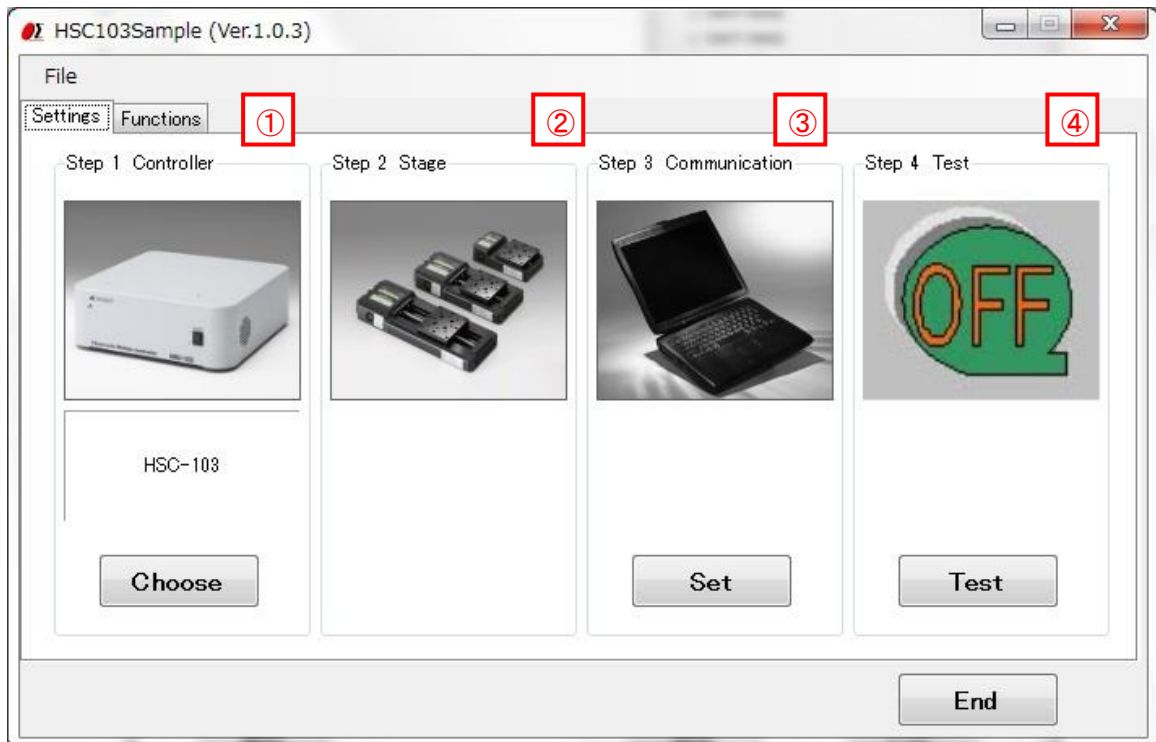 HSC103Sample (Ver.1.0.3)
File
Settings Functions
① ② ③ ④
Step 1 Controller
Step 2 Stage
Step 3 Communication
Step 4 Test
OFF
HSC-103
Choose
Set
Test
End